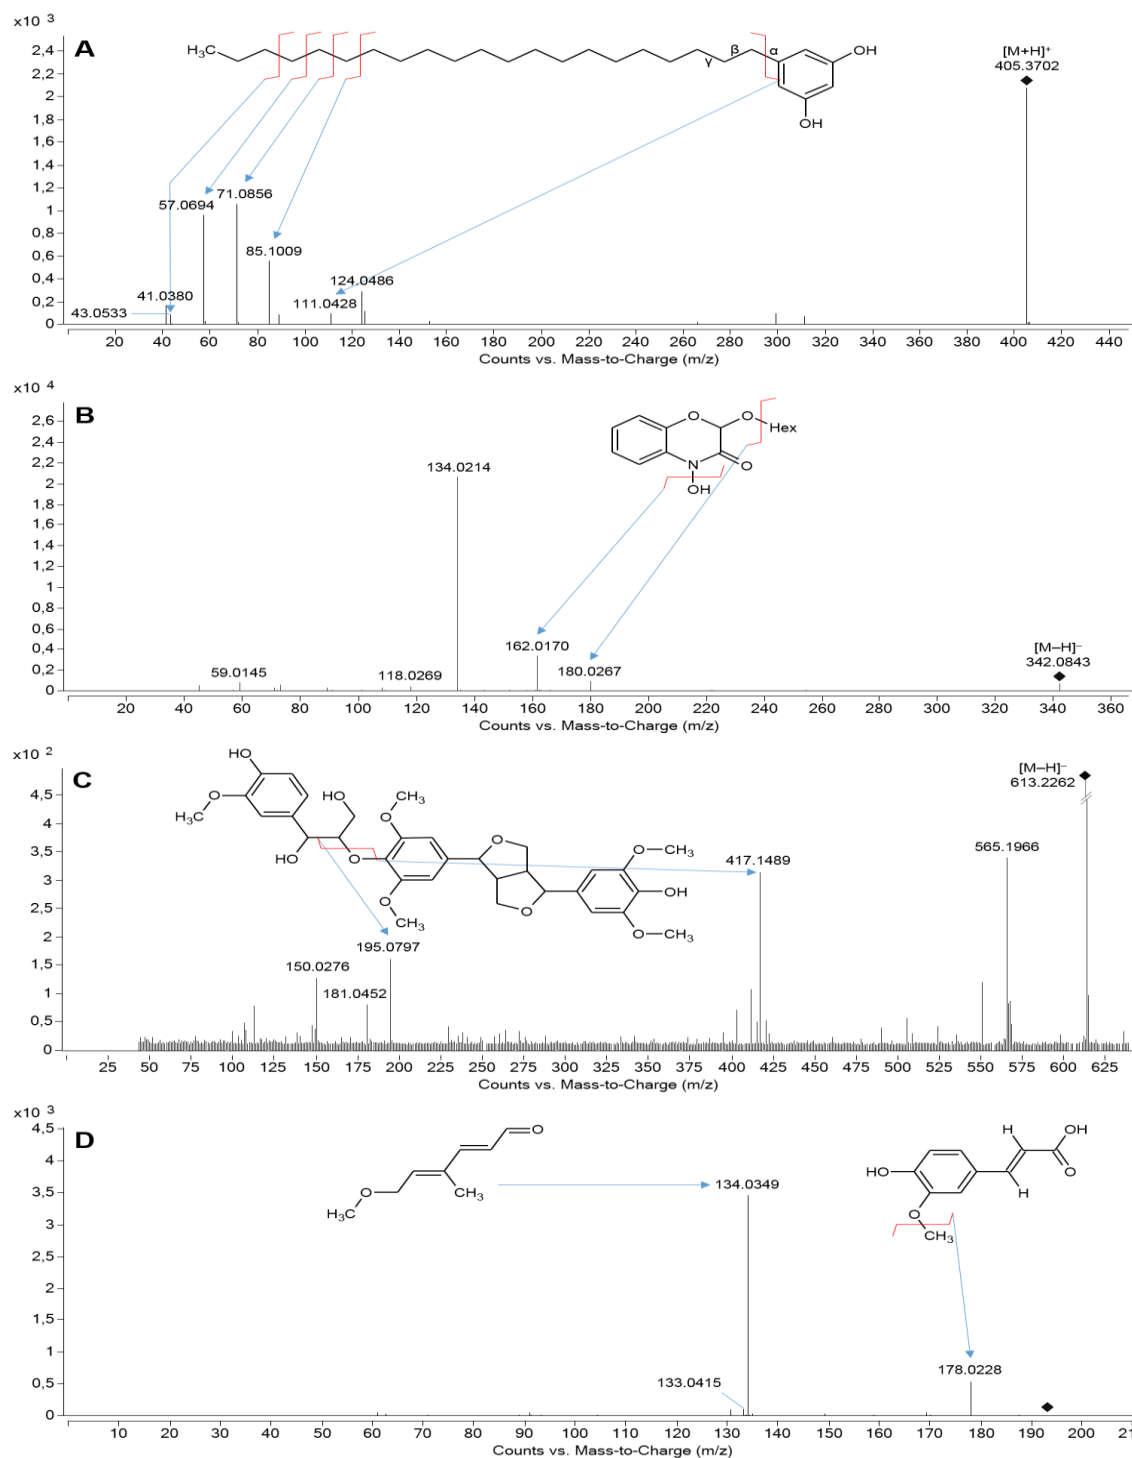 x10 3
A
2,4
2,2
2
1,8
1,6
1,4
1,2
1
0,8
0,6
0,4
0,2
0
H3C
γ
β
α
OH
OH
[M+H]+
405.3702
57.0694
71.0856
85.1009
124.0486
111.0428
41.0380
43.0533
20 40 60 80 100 120 140 160 180 200 220 240 260 280 300 320 340 360 380 400 420 440
Counts vs. Mass-to-Charge (m/z)
x10 4
B
2,6
2,4
2,2
2
1,8
1,6
1,4
1,2
1
0,8
0,6
0,4
0,2
0
O
O
Hex
N
O
OH
134.0214
162.0170
180.0267
118.0269
59.0145
[M–H]–
342.0843
20 40 60 80 100 120 140 160 180 200 220 240 260 280 300 320 340 360
Counts vs. Mass-to-Charge (m/z)
x10 2
C
4,5
4
3,5
3
2,5
2
1,5
1
0,5
0
HO
O
H3C
HO
HO
O
O
CH3
O
CH3
O
O
O
CH3
OH
O
CH3
[M–H]–
613.2262
565.1966
417.1489
195.0797
150.0276
181.0452
25 50 75 100 125 150 175 200 225 250 275 300 325 350 375 400 425 450 475 500 525 550 575 600 625
Counts vs. Mass-to-Charge (m/z)
x10 3
D
4,5
4
3,5
3
2,5
2
1,5
1
0,5
0
O
CH3
O
H3C
134.0349
H
OH
O
HO
H
O
CH3
178.0228
133.0415
10 20 30 40 50 60 70 80 90 100 110 120 130 140 150 160 170 180 190 200 21
Counts vs. Mass-to-Charge (m/z)